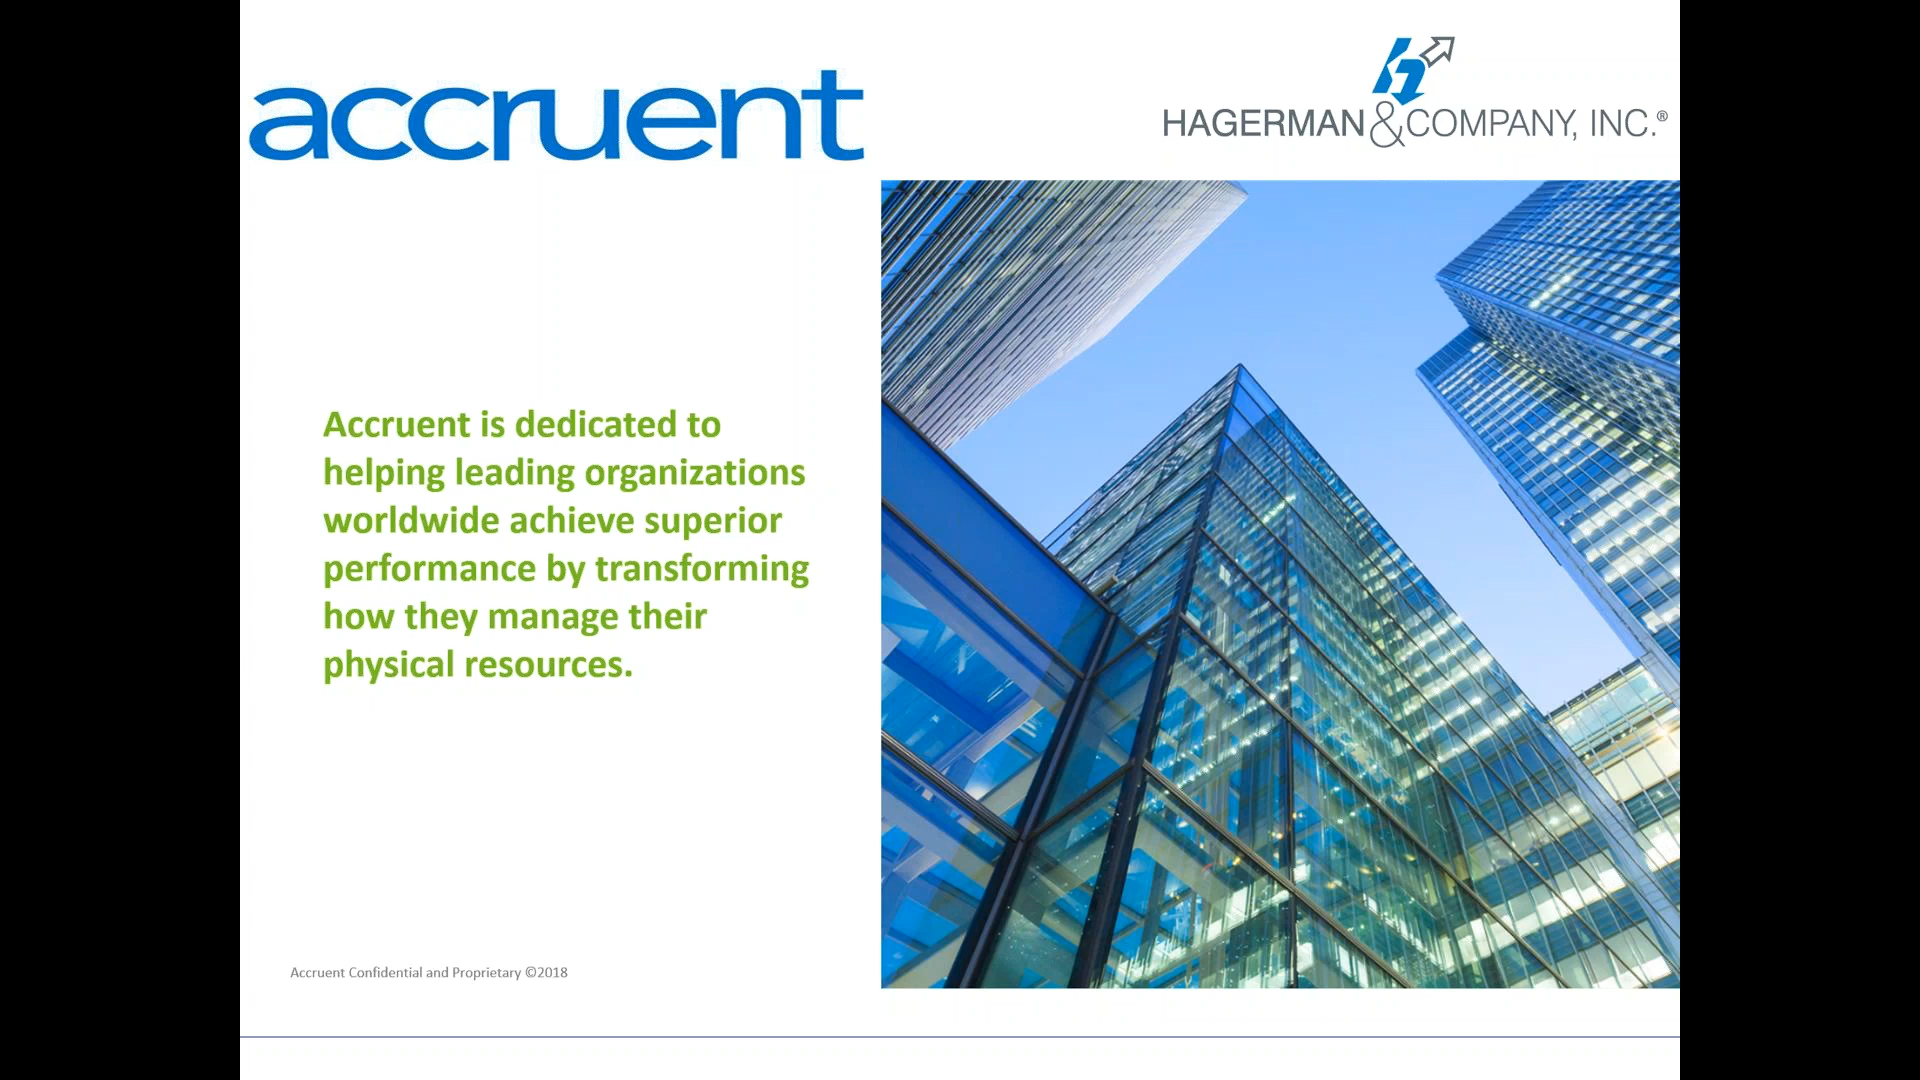 accruent
HAGERMAN & COMPANY, INC.®
Accruent is dedicated to
helping leading organizations
worldwide achieve superior
performance by transforming
how they manage their
physical resources.
Accruent Confidential and Proprietary ©2018